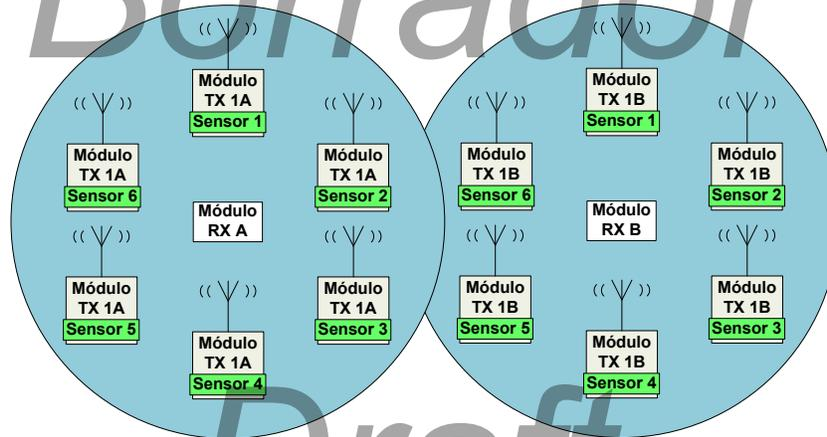 Borrador
((  ))
Módulo
TX 1A
Sensor 1
((  ))
Módulo
TX 1A
Sensor 6
((  ))
Módulo
TX 1A
Sensor 2
Módulo
RX A
((  ))
Módulo
TX 1A
Sensor 5
((  ))
Módulo
TX 1A
Sensor 3
((  ))
Módulo
TX 1A
Sensor 4
((  ))
Módulo
TX 1B
Sensor 1
((  ))
Módulo
TX 1B
Sensor 6
((  ))
Módulo
TX 1B
Sensor 2
Módulo
RX B
((  ))
Módulo
TX 1B
Sensor 5
((  ))
Módulo
TX 1B
Sensor 3
((  ))
Módulo
TX 1B
Sensor 4
Draft